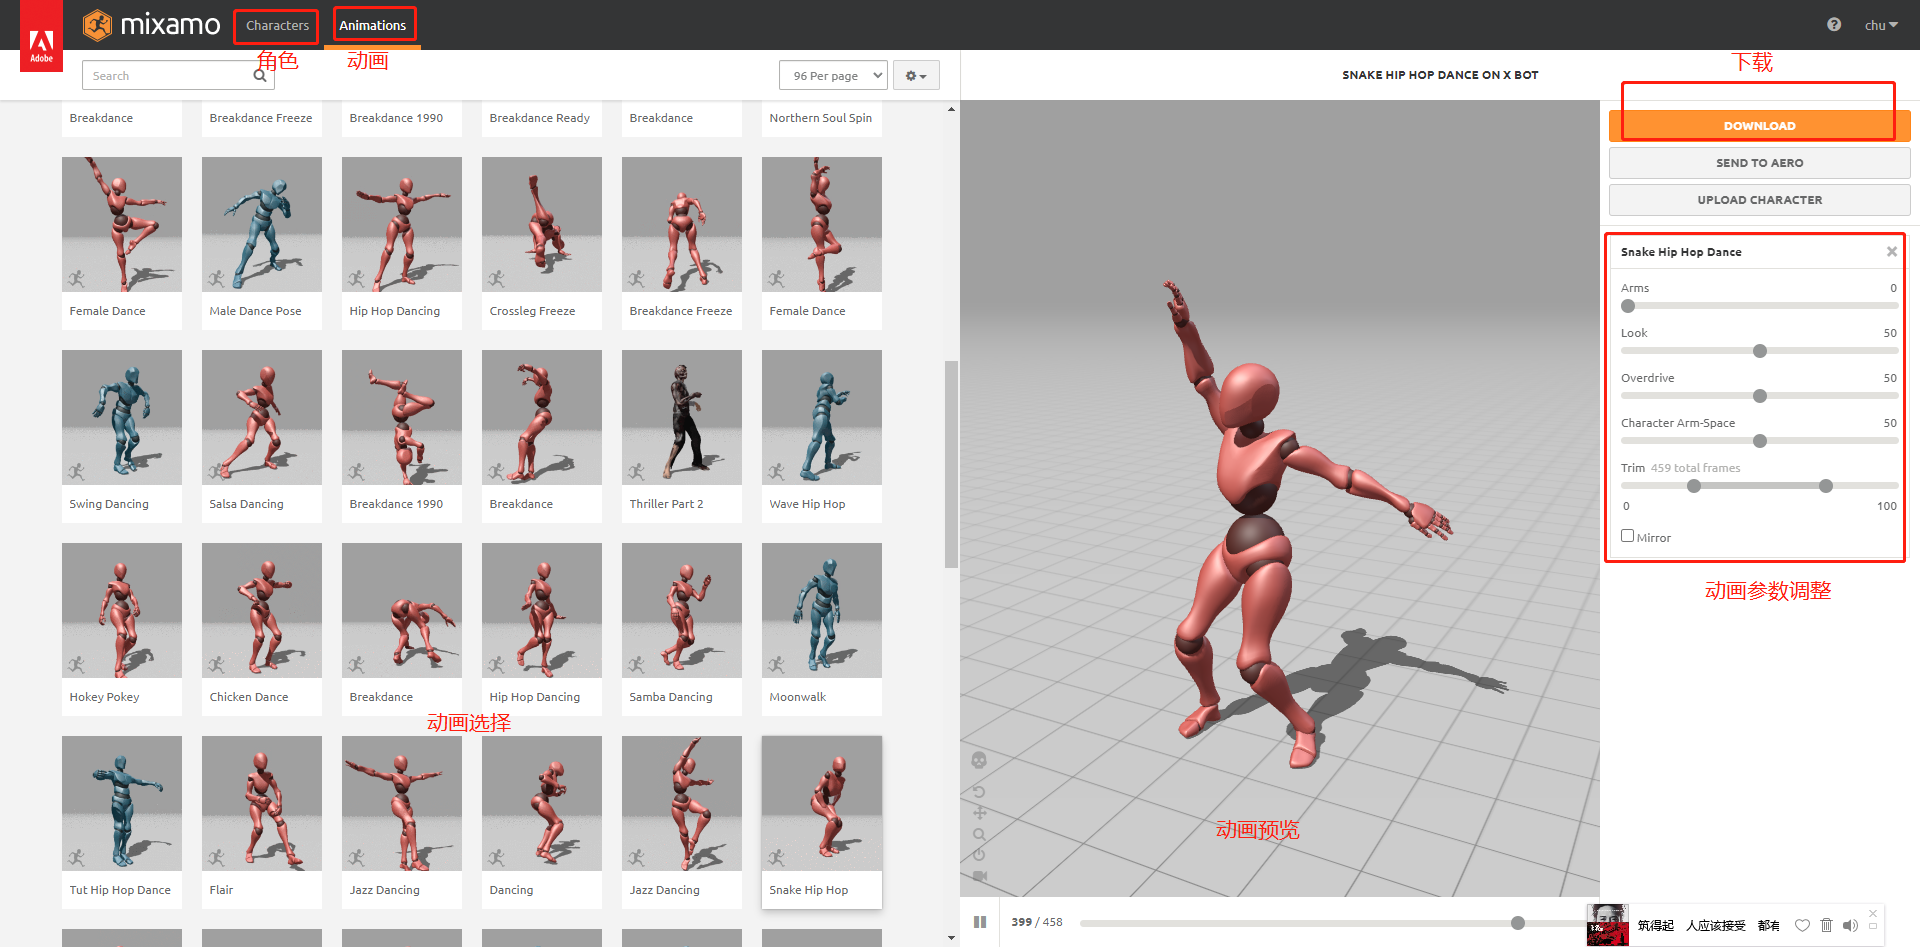 Adobe
mixamo
Characters
Animations
chu
角色
动画
下载
Search
96 Per page
SNAKE HIP HOP DANCE ON X BOT
DOWNLOAD
SEND TO AERO
UPLOAD CHARACTER
Breakdance
Breakdance Freeze
Breakdance 1990
Breakdance Ready
Breakdance
Northern Soul Spin
Female Dance
Male Dance Pose
Hip Hop Dancing
Crossleg Freeze
Breakdance Freeze
Female Dance
Swing Dancing
Salsa Dancing
Breakdance 1990
Breakdance
Thriller Part 2
Wave Hip Hop
Hokey Pokey
Chicken Dance
Breakdance
Hip Hop Dancing
Samba Dancing
Moonwalk
动画选择
Tut Hip Hop Dance
Flair
Jazz Dancing
Dancing
Jazz Dancing
Snake Hip Hop
动画预览
399 / 458
Snake Hip Hop Dance
Arms 0
Look 50
Overdrive 50
Character Arm-Space 50
Trim 459 total frames
0 100
Mirror
动画参数调整
筑得起 人应该接受 都有